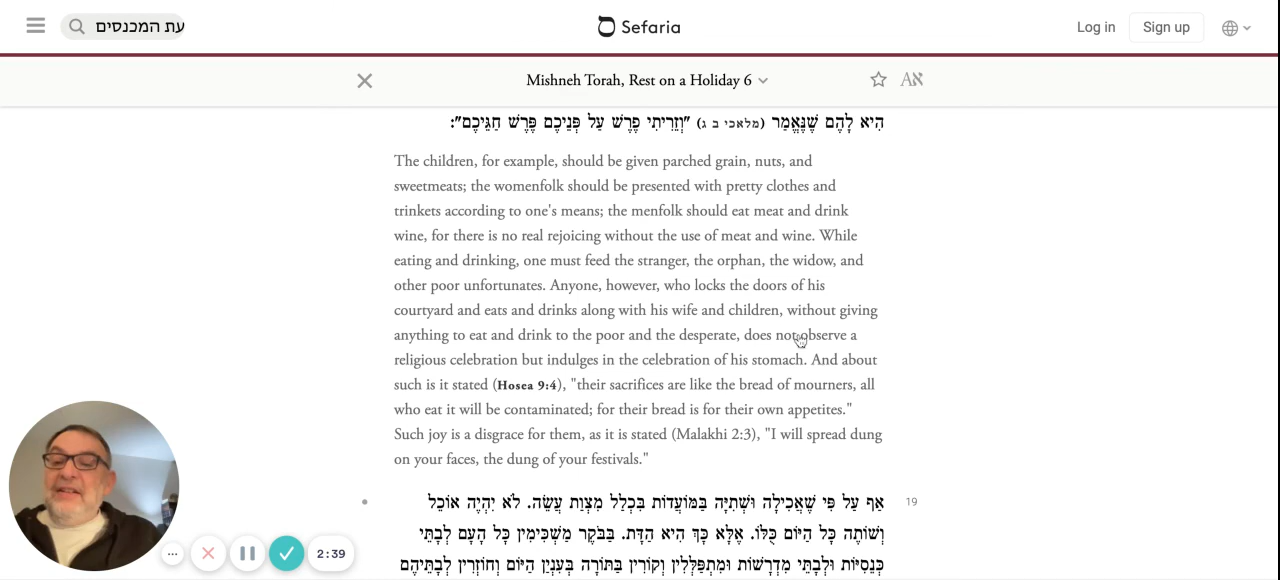 עת המכנסים
Sefaria
Log in
Sign up
Mishneh Torah, Rest on a Holiday 6
אA
הִיא לָהֶם שֶׁנֶּאֱמַר (מלאכי ב ג) "וְזֵרִיתִי פֶרֶשׁ עַל פְּנֵיכֶם פֶּרֶשׁ חַגֵּיכֶם":
The children, for example, should be given parched grain, nuts, and
sweetmeats; the womenfolk should be presented with pretty clothes and
trinkets according to one's means; the menfolk should eat meat and drink
wine, for there is no real rejoicing without the use of meat and wine. While
eating and drinking, one must feed the stranger, the orphan, the widow, and
other poor unfortunates. Anyone, however, who locks the doors of his
courtyard and eats and drinks along with his wife and children, without giving
anything to eat and drink to the poor and the desperate, does not observe a
religious celebration but indulges in the celebration of his stomach. And about
such is it stated (Hosea 9:4), "their sacrifices are like the bread of mourners, all
who eat it will be contaminated; for their bread is for their own appetites."
Such joy is a disgrace for them, as it is stated (Malakhi 2:3), "I will spread dung
on your faces, the dung of your festivals."
19
אַף עַל פִּי שֶׁאֲכִילָה וּשְׁתִיָּה בַּמּוֹעֲדוֹת בִּכְלַל מִצְוַת עֲשֵׂה. לֹא יִהְיֶה אוֹכֵל
וְשׁוֹתֶה כָּל הַיּוֹם כֻּלּוֹ. אֶלָּא כָּךְ הִיא הַדָּת. בַּבֹּקֶר מַשְׁכִּימִין כָּל הָעָם לְבָתֵּי
כְּנֵסִיּוֹת וּלְבָתֵּי מִדְרָשׁוֹת וּמִתְפַּלְּלִין וְקוֹרִין בַּתּוֹרָה בְּעִנְיַן הַיּוֹם וְחוֹזְרִין לְבָתֵּיהֶם
2:39